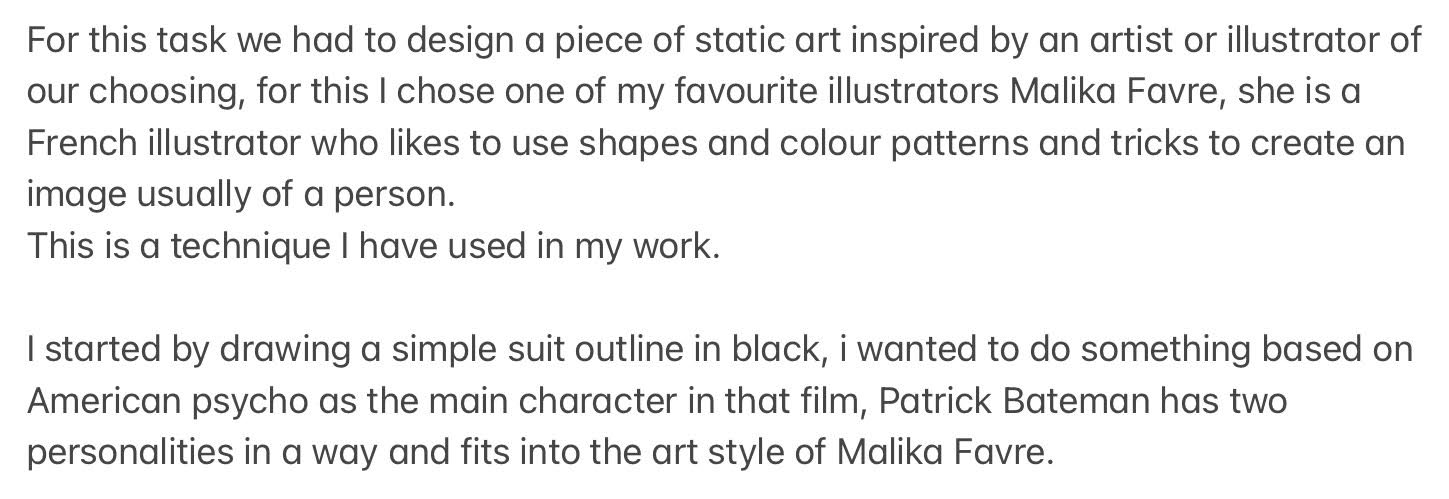 For this task we had to design a piece of static art inspired by an artist or illustrator of
our choosing, for this I chose one of my favourite illustrators Malika Favre, she is a
French illustrator who likes to use shapes and colour patterns and tricks to create an
image usually of a person.
This is a technique I have used in my work.
I started by drawing a simple suit outline in black, i wanted to do something based on
American psycho as the main character in that film, Patrick Bateman has two
personalities in a way and fits into the art style of Malika Favre.